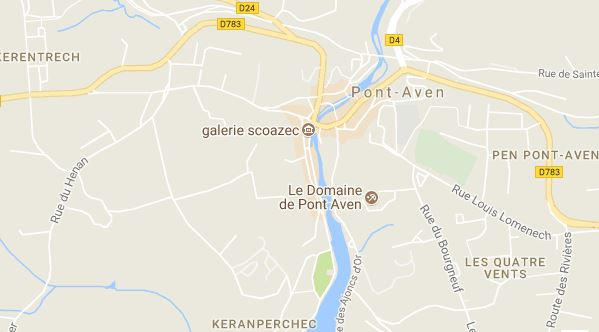 D24
D783
D4
KERENTRECH
Rue de Sainte
Pont-Aven
galerie scoazec
PEN PONT-AVEN
D783
Rue du Henan
Le Domaine
de Pont Aven
Rue Louis Lomenech
Rue du Bourgneuf
LES QUATRE
VENTS
Route des Rivières
e des Ajoncs d'Or
KERANPERCHEC
er